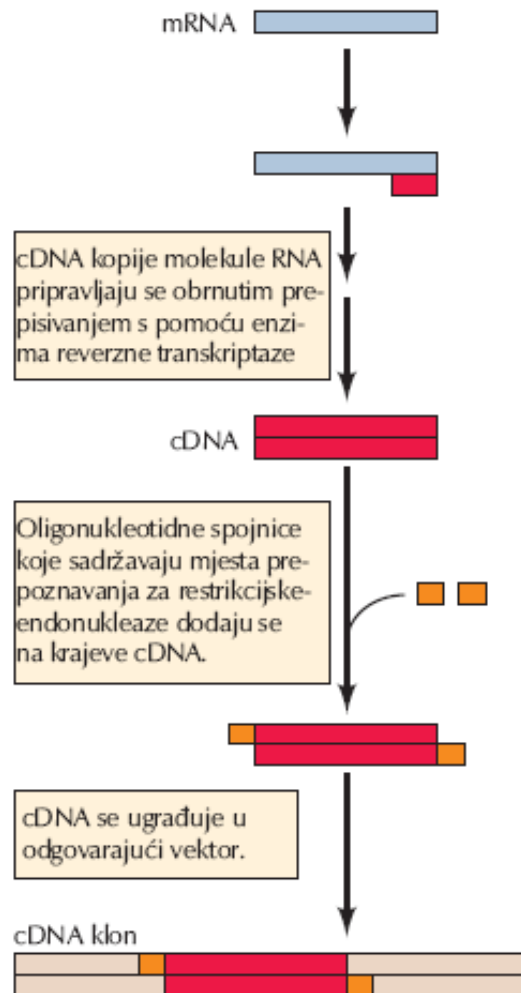 mRNA
cDNA kopije molekule RNA
pripravljaju se obrnutim pre-
pisivanjem s pomoću enzi-
ma reverzne transkriptaze
cDNA
Oligonukleotidne spojnice
koje sadržavaju mjesta pre-
poznavanja za restrikcijske-
endonukleaze dodaju se
na krajeve cDNA.
cDNA se ugrađuje u
odgovarajući vektor.
cDNA klon